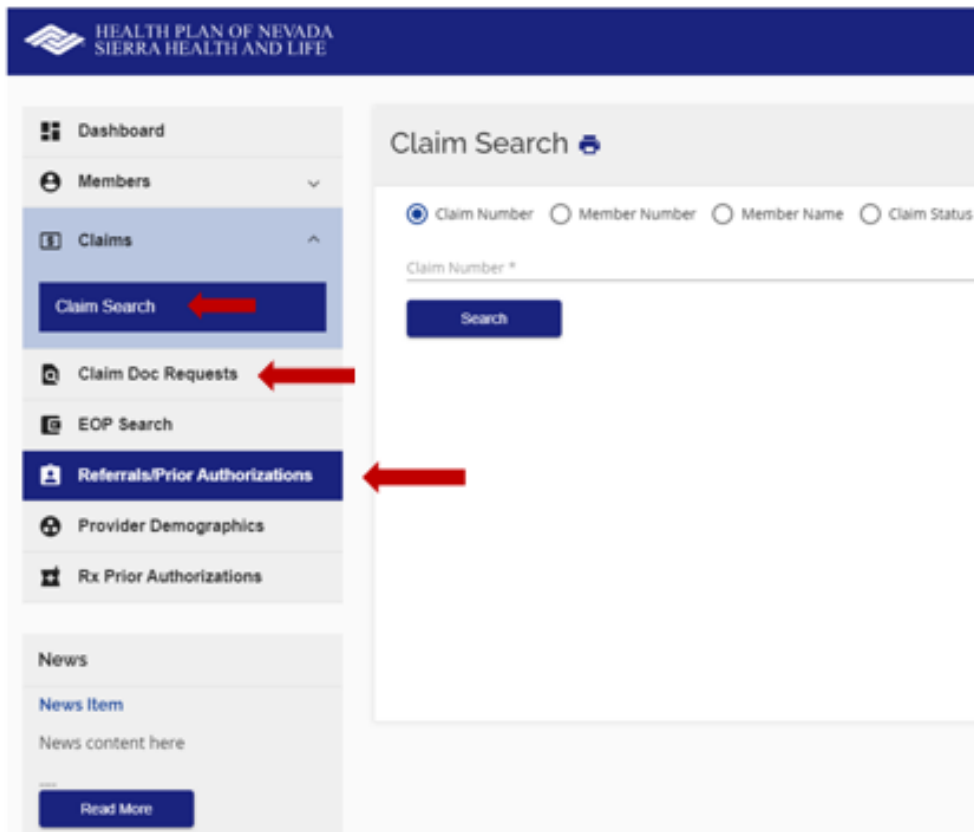 HEALTH PLAN OF NEVADA
SIERRA HEALTH AND LIFE
Dashboard
Members
Claims
Claim Search
Claim Doc Requests
EOP Search
Referrals/Prior Authorizations
Provider Demographics
Rx Prior Authorizations
News
News Item
News content here
....
Read More
Claim Search
Claim Number Member Number Member Name Claim Status
Claim Number *
Search